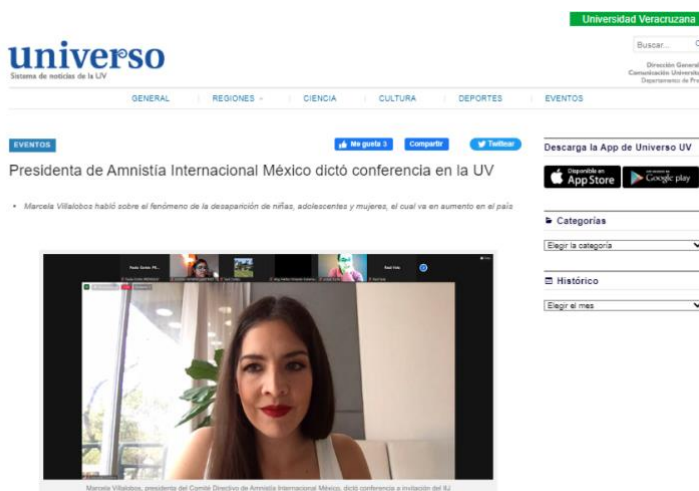 Universidad Veracruzana
Buscar...
universo
Sistema de noticias de la UV
Dirección General
Comunicación Universit
Departamento de Pre
GENERAL
REGIONES
CIENCIA
CULTURA
DEPORTES
EVENTOS
EVENTOS
Me gusta 3
Compartir
Twittear
Presidenta de Amnistía Internacional México dictó conferencia en la UV
• Marcela Villalobos habló sobre el fenómeno de la desaparición de niñas, adolescentes y mujeres, el cual va en aumento en el país
Marcela Villalobos, presidenta del Comité Directivo de Amnistía Internacional México, dictó conferencia a invitación del IIJ
Descarga la App de Universo UV
Disponible en
App Store
Google play
Categorías
Elegir la categoría
Histórico
Elegir el mes